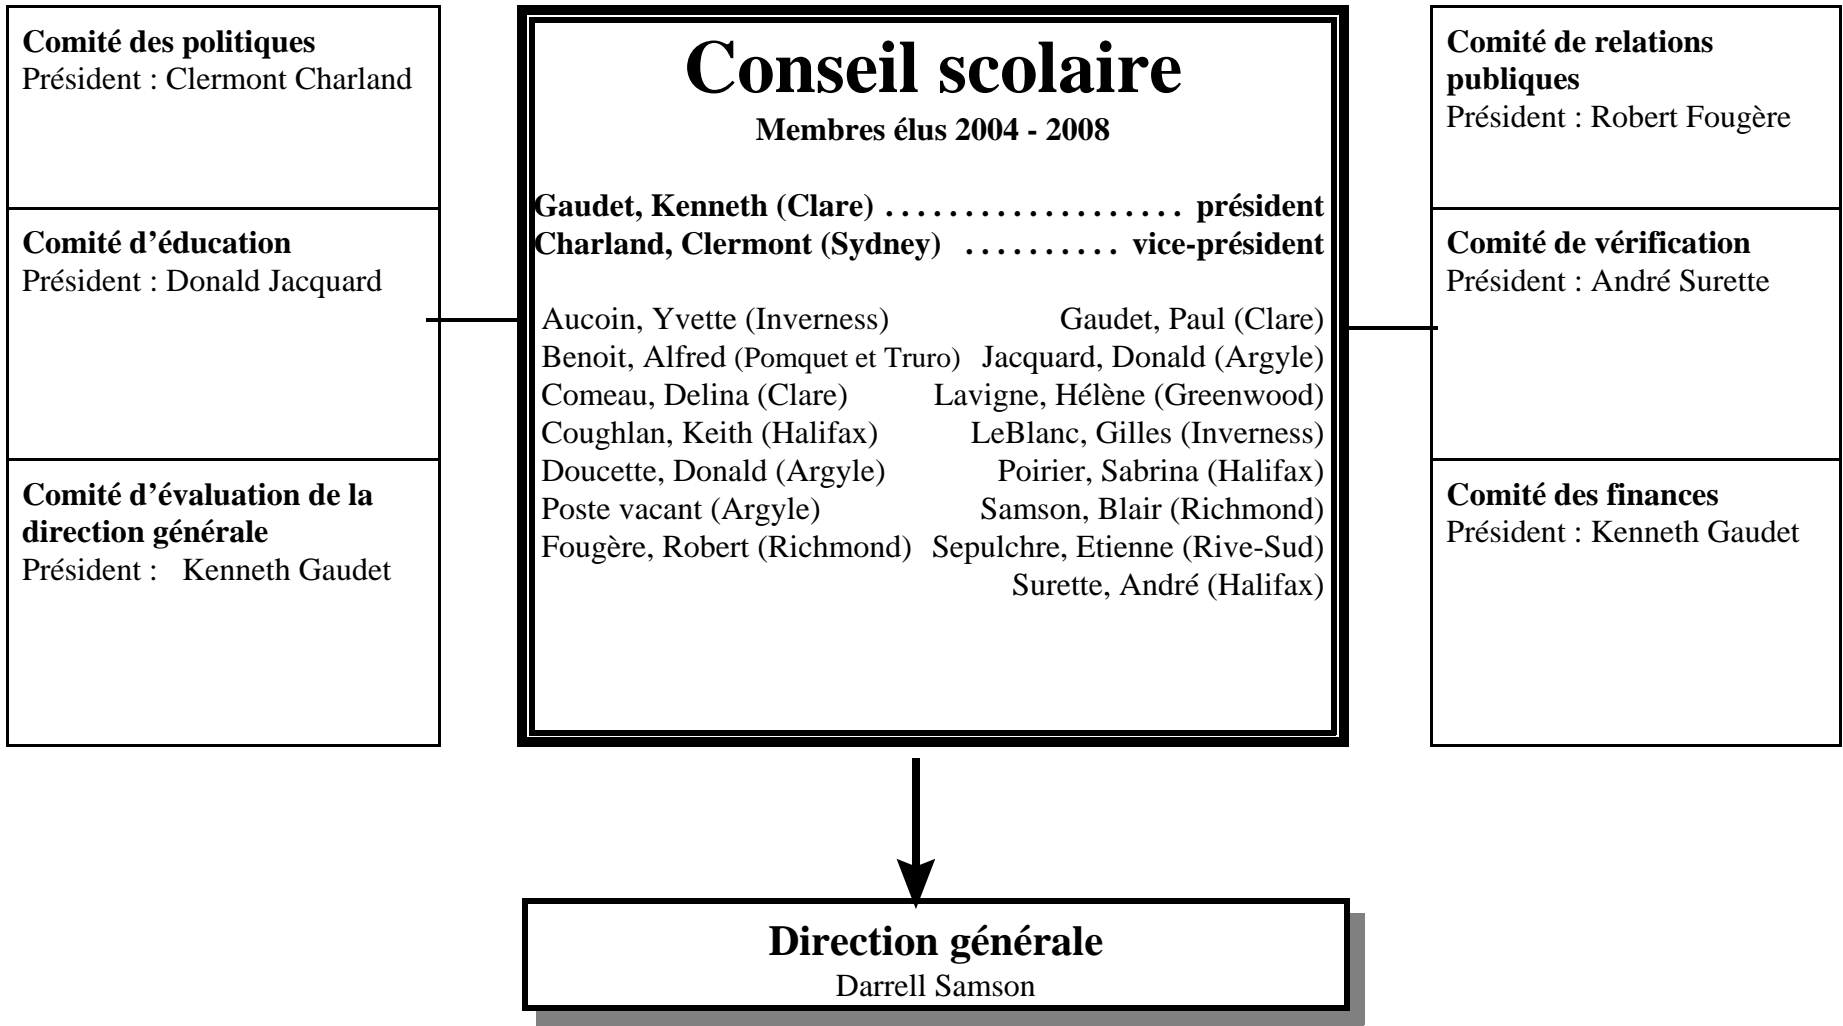 Comité des politiques
Président : Clermont Charland
Comité d’éducation
Président : Donald Jacquard
Comité d’évaluation de la
direction générale
Président : Kenneth Gaudet
Conseil scolaire
Membres élus 2004 - 2008
Gaudet, Kenneth (Clare) . . . . . . . . . . . . . . . . . . . président
Charland, Clermont (Sydney) . . . . . . . . . . vice-président
Aucoin, Yvette (Inverness) Gaudet, Paul (Clare)
Benoit, Alfred (Pomquet et Truro) Jacquard, Donald (Argyle)
Comeau, Delina (Clare) Lavigne, Hélène (Greenwood)
Coughlan, Keith (Halifax) LeBlanc, Gilles (Inverness)
Doucette, Donald (Argyle) Poirier, Sabrina (Halifax)
Poste vacant (Argyle) Samson, Blair (Richmond)
Fougère, Robert (Richmond) Sepulchre, Etienne (Rive-Sud)
Surette, André (Halifax)
Comité de relations
publiques
Président : Robert Fougère
Comité de vérification
Président : André Surette
Comité des finances
Président : Kenneth Gaudet
Direction générale
Darrell Samson